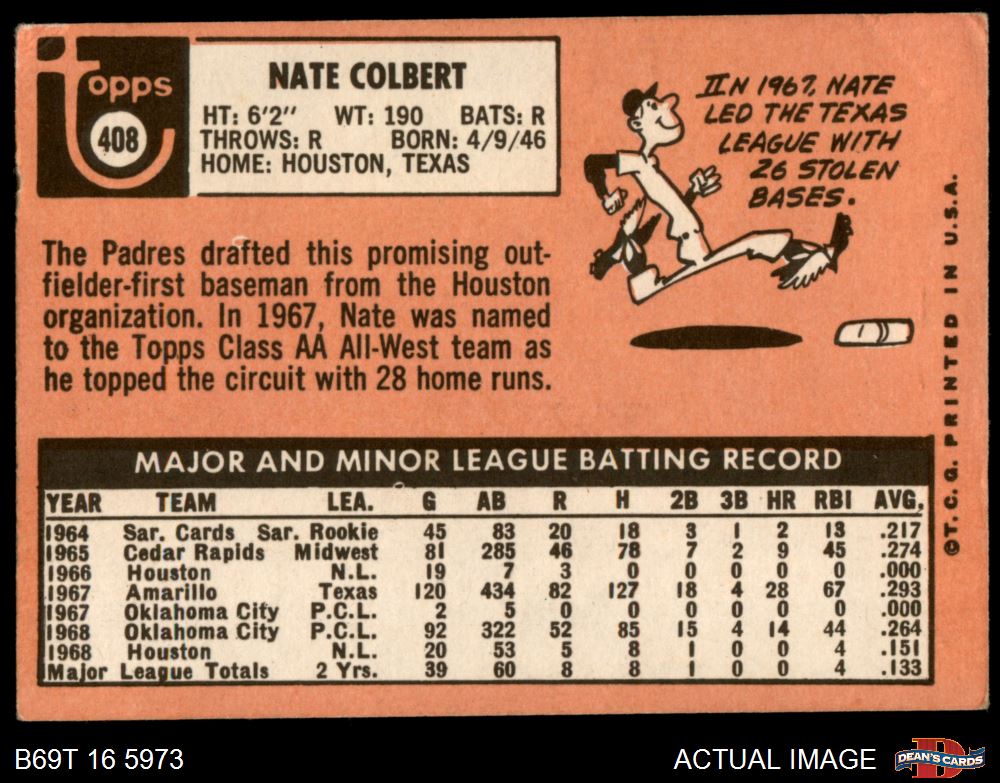 Topps
408
NATE COLBERT
HT: 6'2" WT: 190 BATS: R
THROWS: R BORN: 4/9/46
HOME: HOUSTON, TEXAS
IN 1967, NATE
LED THE TEXAS
LEAGUE WITH
26 STOLEN
BASES.
The Padres drafted this promising out-
fielder-first baseman from the Houston
organization. In 1967, Nate was named
to the Topps Class AA All-West team as
he topped the circuit with 28 home runs.
©T.C.G. PRINTED IN U.S.A.
MAJOR AND MINOR LEAGUE BATTING RECORD
YEAR TEAM LEA. G AB R H 2B 3B HR RBI AVG.
1964 Sar. Cards Sar. Rookie 45 83 20 18 3 1 2 13 .217
1965 Cedar Rapids Midwest 81 285 46 78 7 2 9 45 .274
1966 Houston N.L. 19 7 3 0 0 0 0 0 .000
1967 Amarillo Texas 120 434 82 127 18 4 28 67 .293
1967 Oklahoma City P.C.L. 2 5 0 0 0 0 0 0 .000
1968 Oklahoma City P.C.L. 92 322 52 85 15 4 14 44 .264
1968 Houston N.L. 20 53 5 8 1 0 0 4 .151
Major League Totals 2 Yrs. 39 60 8 8 1 0 0 4 .133
B69T 16 5973
ACTUAL IMAGE
D
DEAN'S CARDS